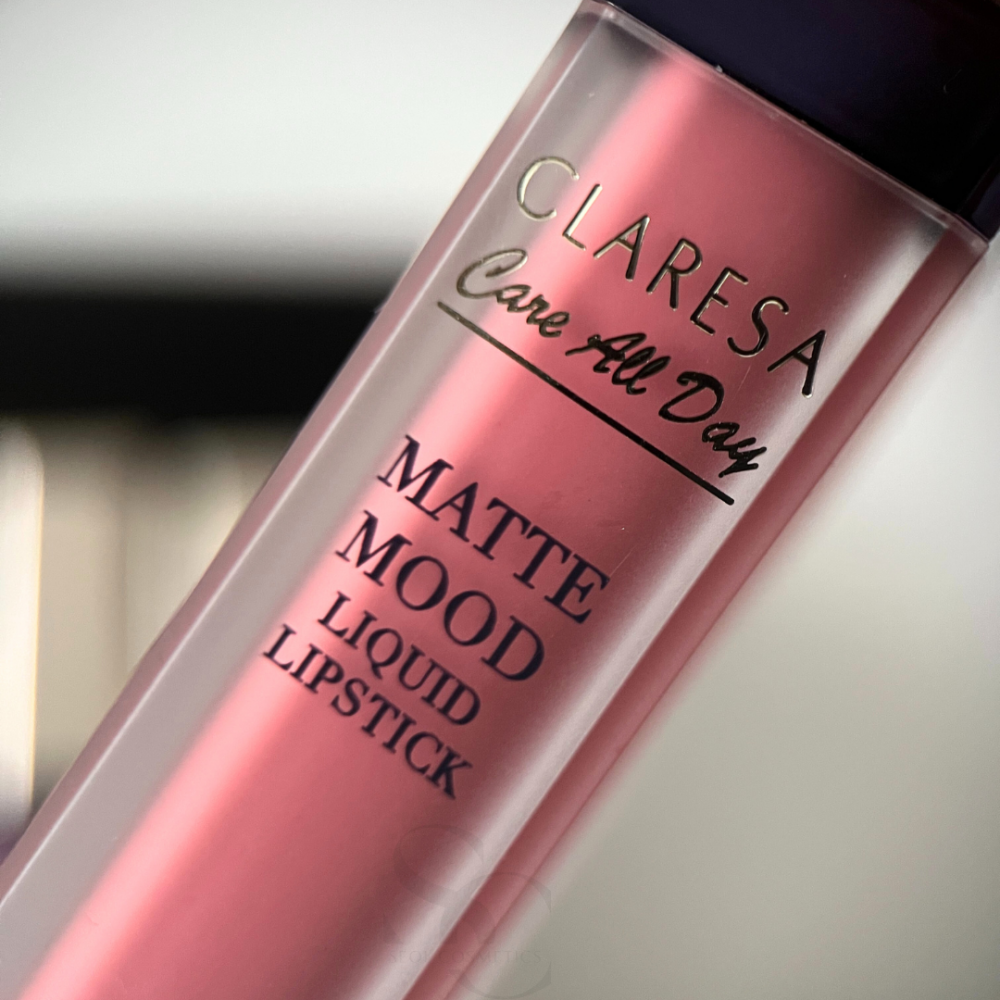 CLARESA
Care All Day
MATTE
MOOD
LIQUID
LIPSTICK